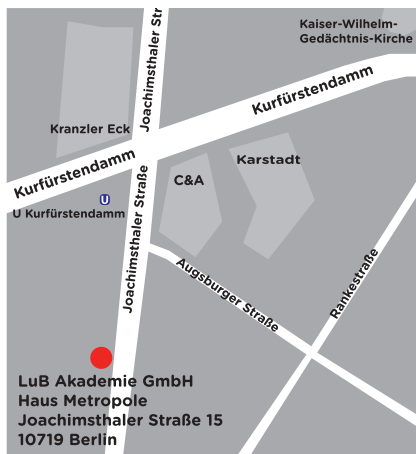 Joachimsthaler Str
Kaiser-Wilhelm-
Gedächtnis-Kirche
Kurfürstendamm
Kranzler Eck
Kurfürstendamm
Karstadt
C&A
U
U Kurfürstendamm
Joachimsthaler Straße
Augsburger Straße
Rankestraße
LuB Akademie GmbH
Haus Metropole
Joachimsthaler Straße 15
10719 Berlin